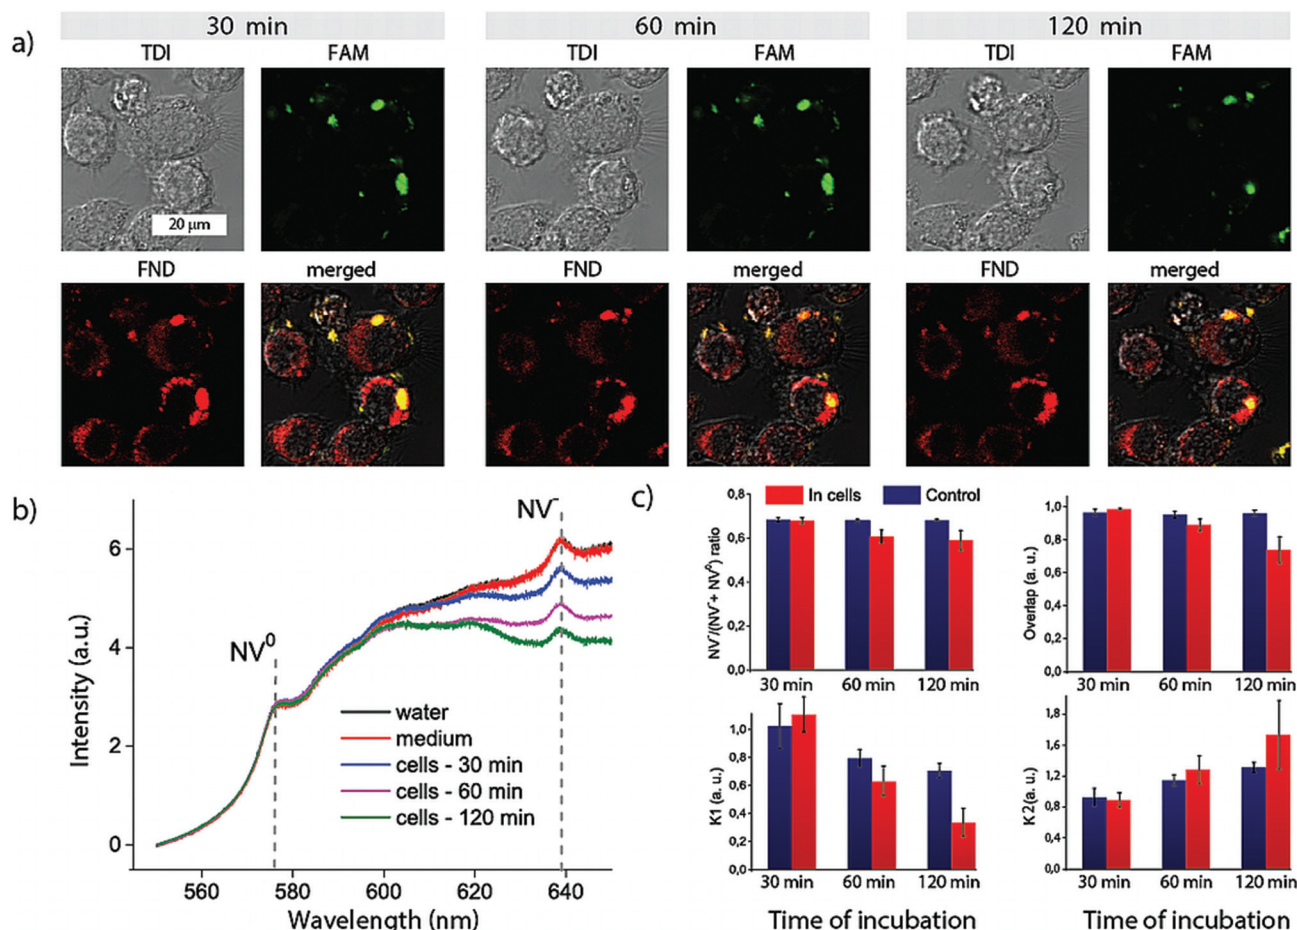 a)
30 min
60 min
120 min
TDI FAM
TDI FAM
TDI FAM
20 µm
FND merged
FND merged
FND merged
b)
Intensity (a.u.)
6
4
2
0
NV⁰
NV⁻
water
medium
cells - 30 min
cells - 60 min
cells - 120 min
560 580 600 620 640
Wavelength (nm)
c)
In cells Control
NV⁻/(NV⁻+ NV⁰) ratio
0,8
0,6
0,4
0,2
0,0
30 min 60 min 120 min
Overlap (a. u.)
1,0
0,8
0,6
0,4
0,2
0,0
30 min 60 min 120 min
K1 (a. u.)
1,0
0,8
0,6
0,4
0,2
0,0
30 min 60 min 120 min
Time of incubation
K2 (a. u.)
1,8
1,6
1,2
0,8
0,4
0,0
30 min 60 min 120 min
Time of incubation